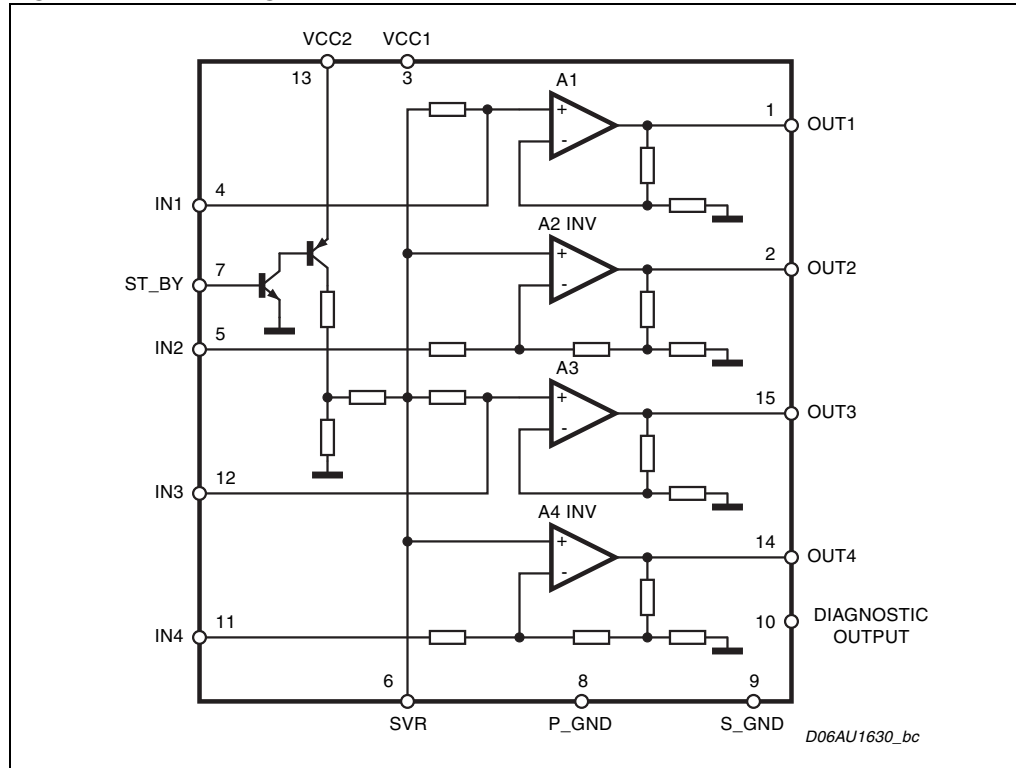 VCC2 VCC1
13 3
A1
+
-
1 OUT1
4
IN1
A2 INV
+
-
2 OUT2
7
ST_BY
5
IN2
A3
+
-
15 OUT3
12
IN3
A4 INV
+
-
14 OUT4
11
IN4
10 DIAGNOSTIC
OUTPUT
6 8 9
SVR P_GND S_GND
D06AU1630_bc